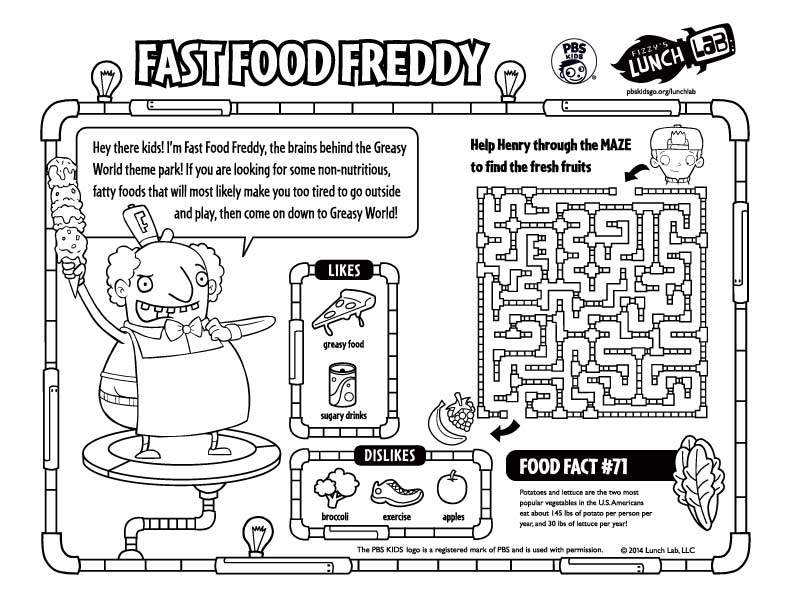 FAST FOOD FREDDY
PBS
KIDS
FIZZY'S
LUNCH LAB
pbskidsgo.org/lunchlab
Hey there kids! I'm Fast Food Freddy, the brains behind the Greasy
World theme park! If you are looking for some non-nutritious,
fatty foods that will most likely make you too tired to go outside
and play, then come on down to Greasy World!
F
Help Henry through the MAZE
to find the fresh fruits
LIKES
greasy food
sugary drinks
DISLIKES
broccoli exercise apples
FOOD FACT #71
Potatoes and lettuce are the two most
popular vegetables in the U.S. Americans
eat about 145 lbs of potato per person per
year, and 30 lbs of lettuce per year!
The PBS KIDS logo is a registered mark of PBS and is used with permission. © 2014 Lunch Lab, LLC